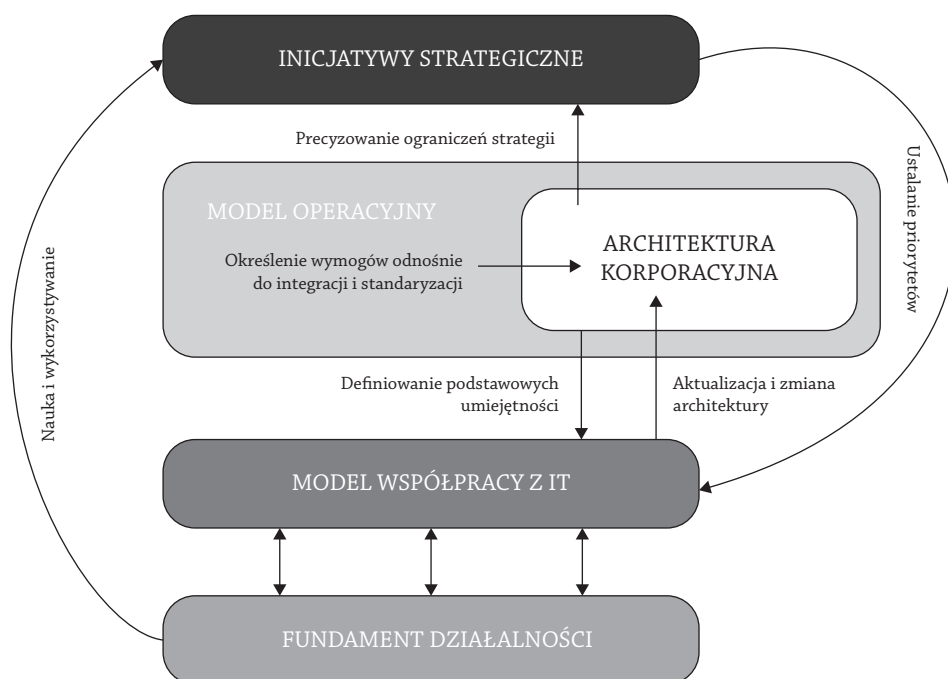 INICJATYWY STRATEGICZNE
Precyzowanie ograniczeń strategii
MODEL OPERACYJNY
Określenie wymogów odnośnie
do integracji i standaryzacji
ARCHITEKTURA
KORPORACYJNA
Definiowanie podstawowych
umiejętności
Aktualizacja i zmiana
architektury
MODEL WSPÓŁPRACY Z IT
FUNDAMENT DZIAŁALNOŚCI
Nauka i wykorzystywanie
Ustalanie priorytetów